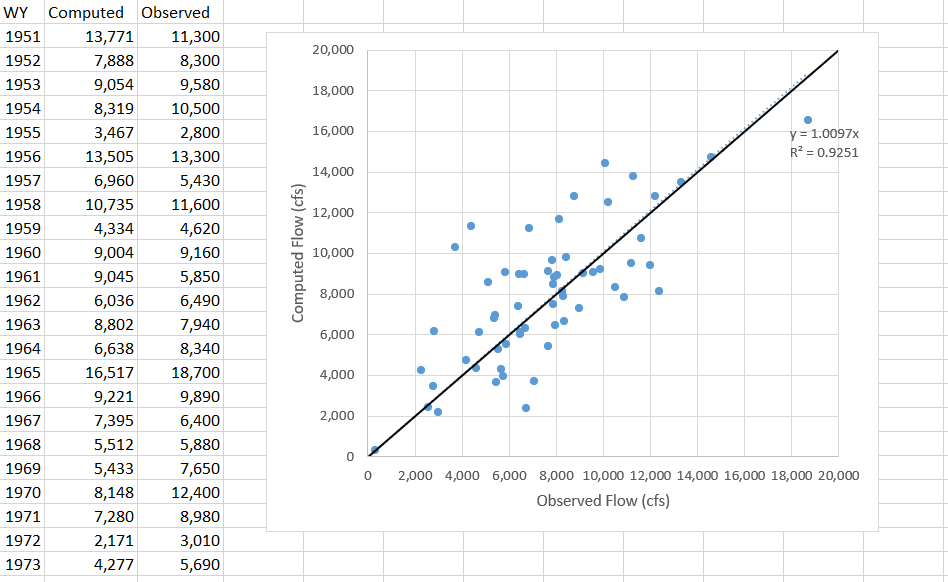 WY Computed Observed
1951 13,771 11,300
1952 7,888 8,300
1953 9,054 9,580
1954 8,319 10,500
1955 3,467 2,800
1956 13,505 13,300
1957 6,960 5,430
1958 10,735 11,600
1959 4,334 4,620
1960 9,004 9,160
1961 9,045 5,850
1962 6,036 6,490
1963 8,802 7,940
1964 6,638 8,340
1965 16,517 18,700
1966 9,221 9,890
1967 7,395 6,400
1968 5,512 5,880
1969 5,433 7,650
1970 8,148 12,400
1971 7,280 8,980
1972 2,171 3,010
1973 4,277 5,690
20,000
18,000
16,000
14,000
12,000
10,000
8,000
6,000
4,000
2,000
0
Computed Flow (cfs)
y = 1.0097x
R² = 0.9251
0 2,000 4,000 6,000 8,000 10,000 12,000 14,000 16,000 18,000 20,000
Observed Flow (cfs)